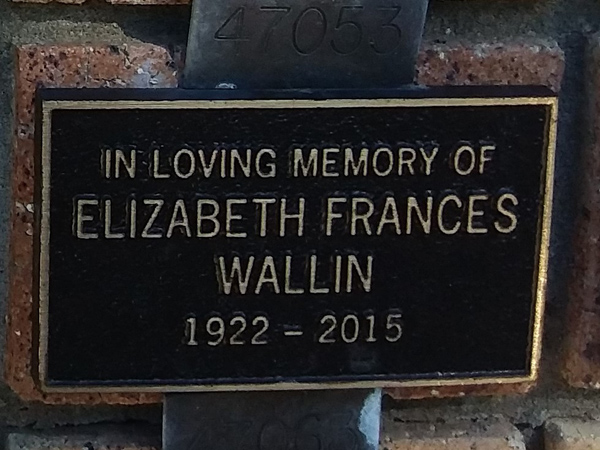 47053
IN LOVING MEMORY OF
ELIZABETH FRANCES
WALLIN
1922 – 2015